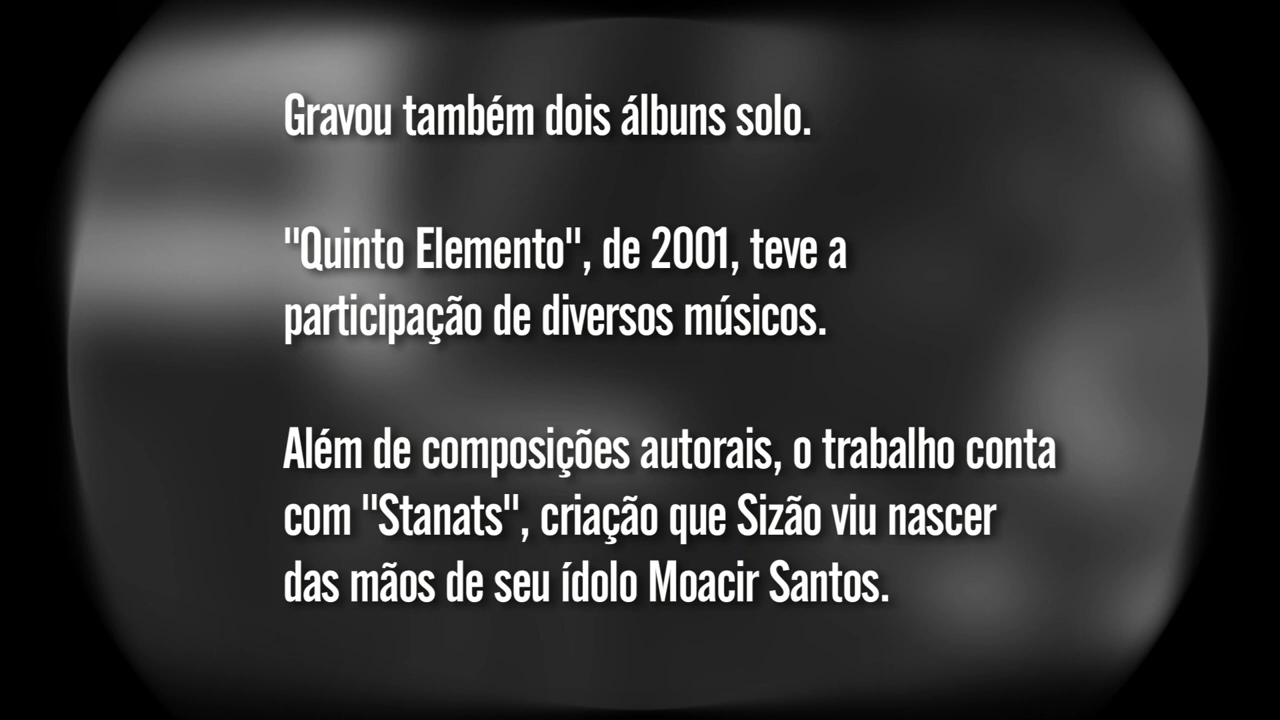 Gravou também dois álbuns solo.
"Quinto Elemento", de 2001, teve a
participação de diversos músicos.
Além de composições autorais, o trabalho conta
com "Stanats", criação que Sizão viu nascer
das mãos de seu ídolo Moacir Santos.